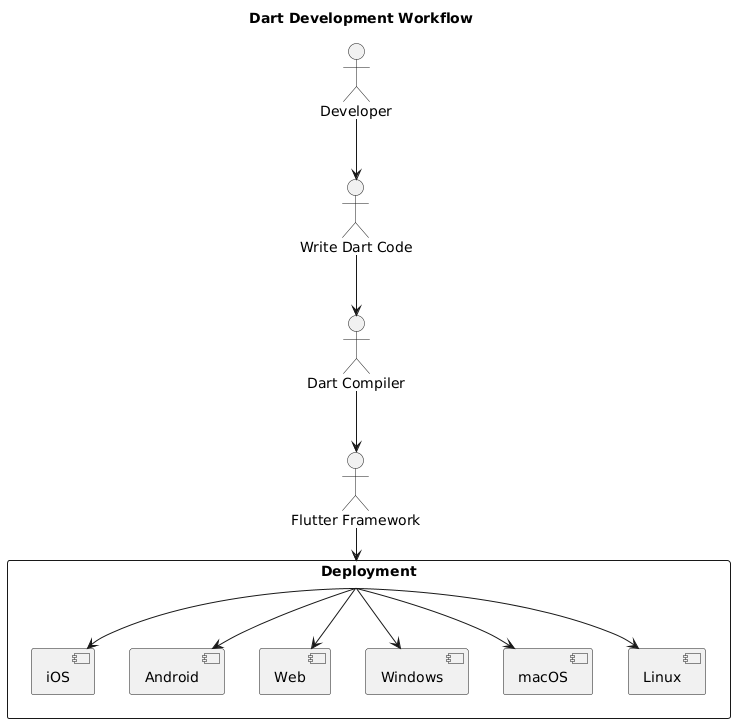 Dart Development Workflow
Developer
Write Dart Code
Dart Compiler
Flutter Framework
Deployment
iOS
Android
Web
Windows
macOS
Linux